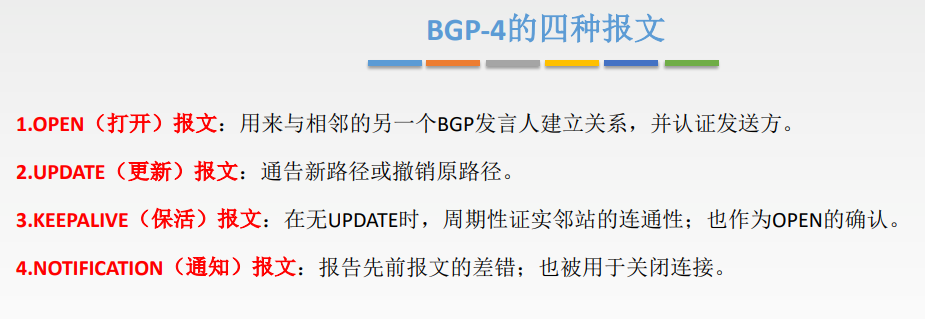 BGP-4的四种报文
1.OPEN（打开）报文：用来与相邻的另一个BGP发言人建立关系，并认证发送方。
2.UPDATE（更新）报文：通告新路径或撤销原路径。
3.KEEPALIVE（保活）报文：在无UPDATE时，周期性证实邻站的连通性；也作为OPEN的确认。
4.NOTIFICATION（通知）报文：报告先前报文的差错；也被用于关闭连接。